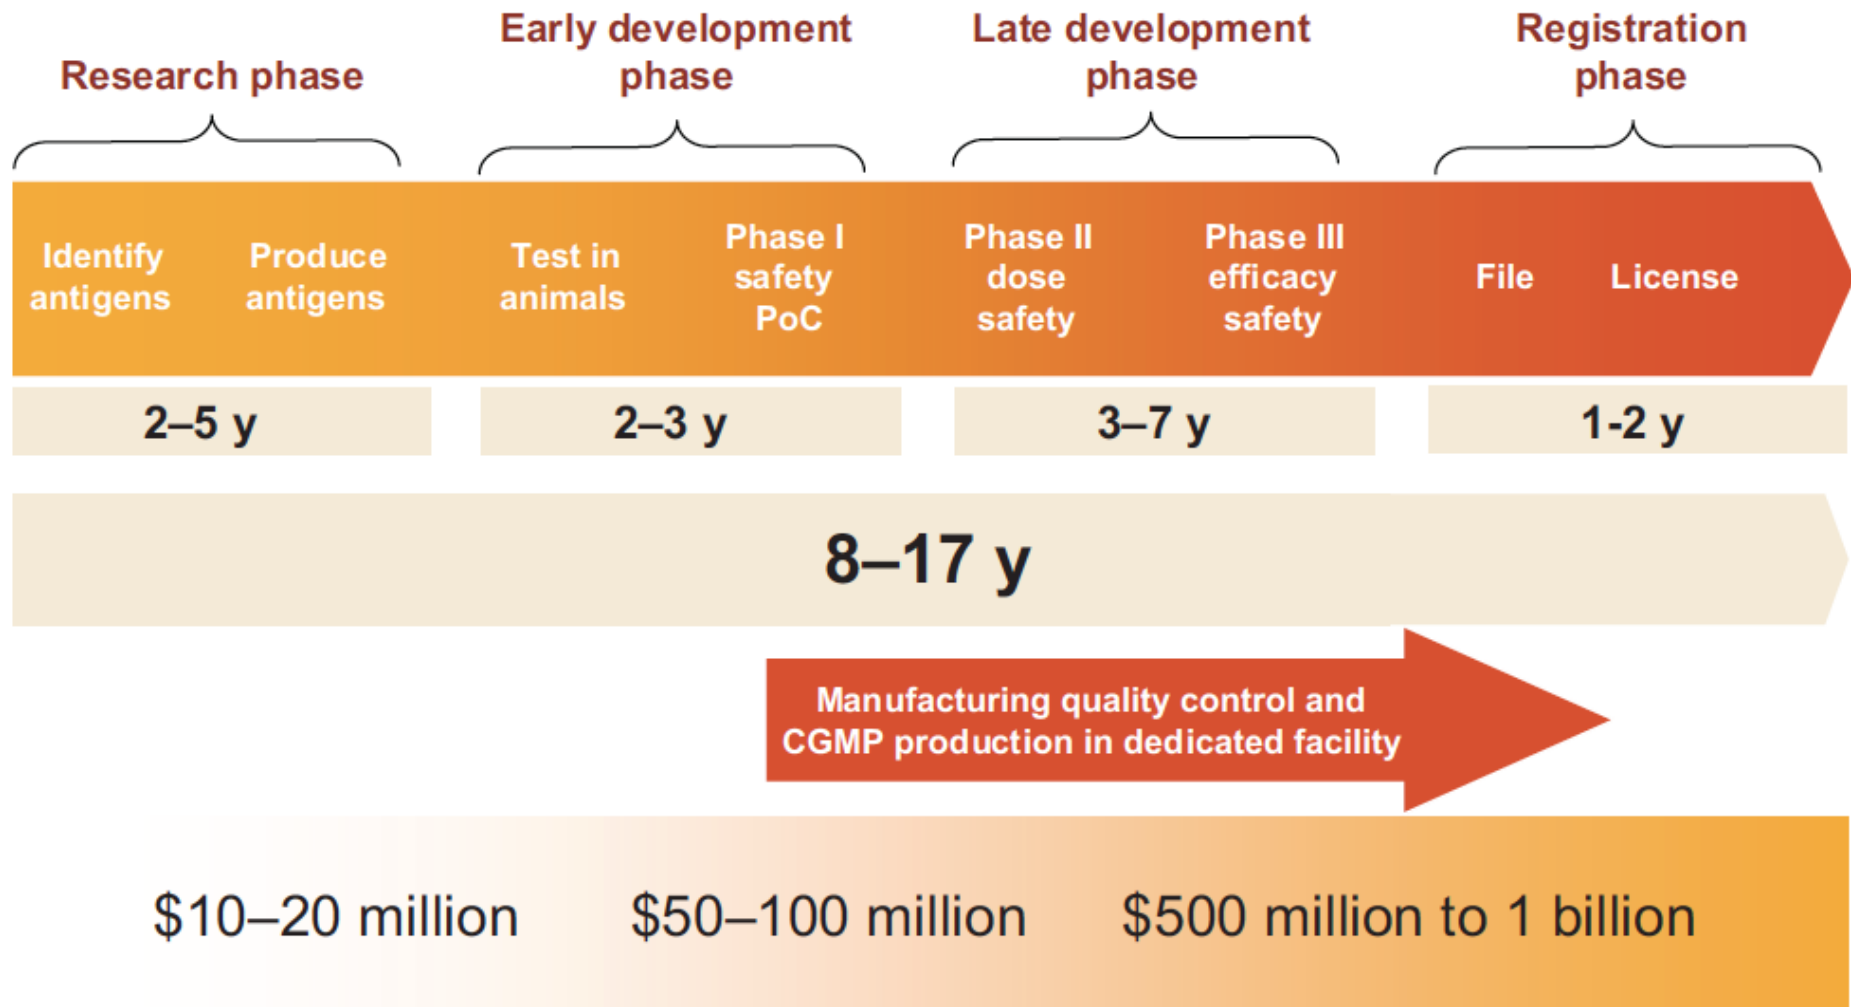 Research phase
Early development
phase
Late development
phase
Registration
phase
Identify
antigens
Produce
antigens
Test in
animals
Phase I
safety
PoC
Phase II
dose
safety
Phase III
efficacy
safety
File
License
2–5 y
2–3 y
3–7 y
1-2 y
8–17 y
Manufacturing quality control and
CGMP production in dedicated facility
$10–20 million
$50–100 million
$500 million to 1 billion